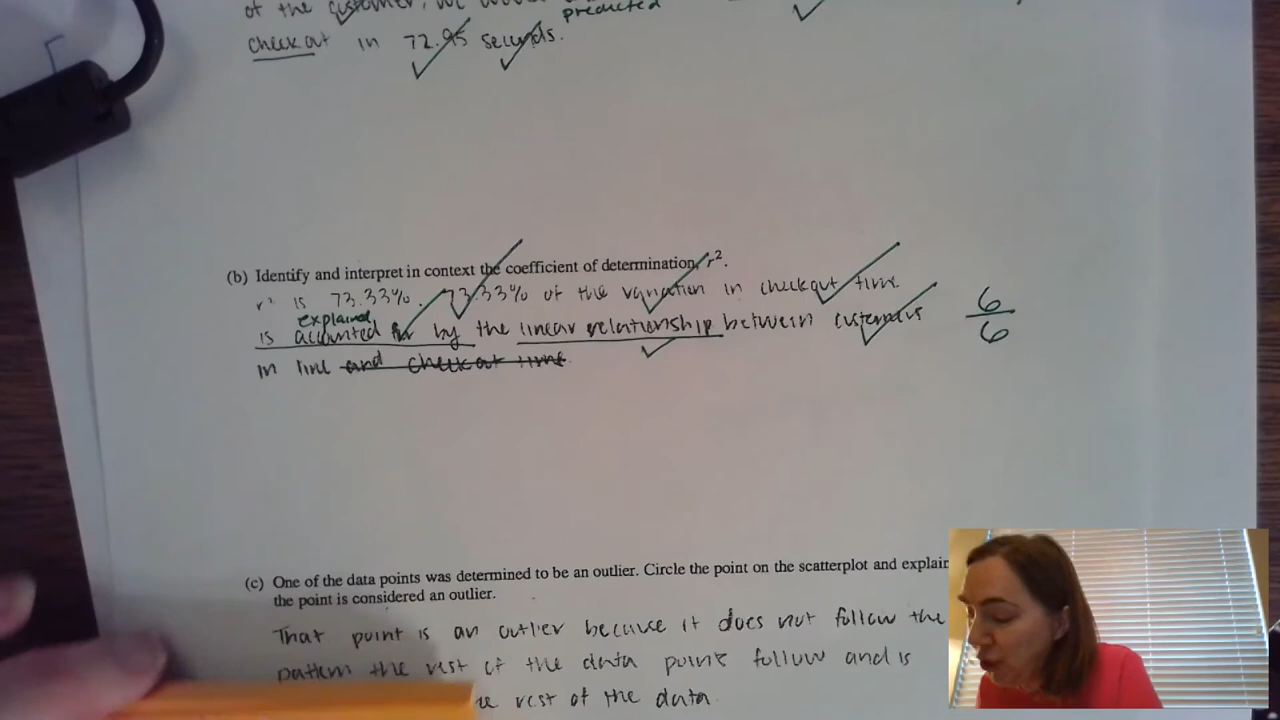 of the customer, we would predicted
checkout in 72.95 seconds.
(b) Identify and interpret in context the coefficient of determination, r².
r² is 73.33%. 73.33% of the variation in checkout time
explained
is accounted for by the linear relationship between customers
in line and checkout time.
6
6
(c) One of the data points was determined to be an outlier. Circle the point on the scatterplot and explain
the point is considered an outlier.
That point is an outlier because it does not follow the
pattern the rest of the data points follow and is
rest of the data.